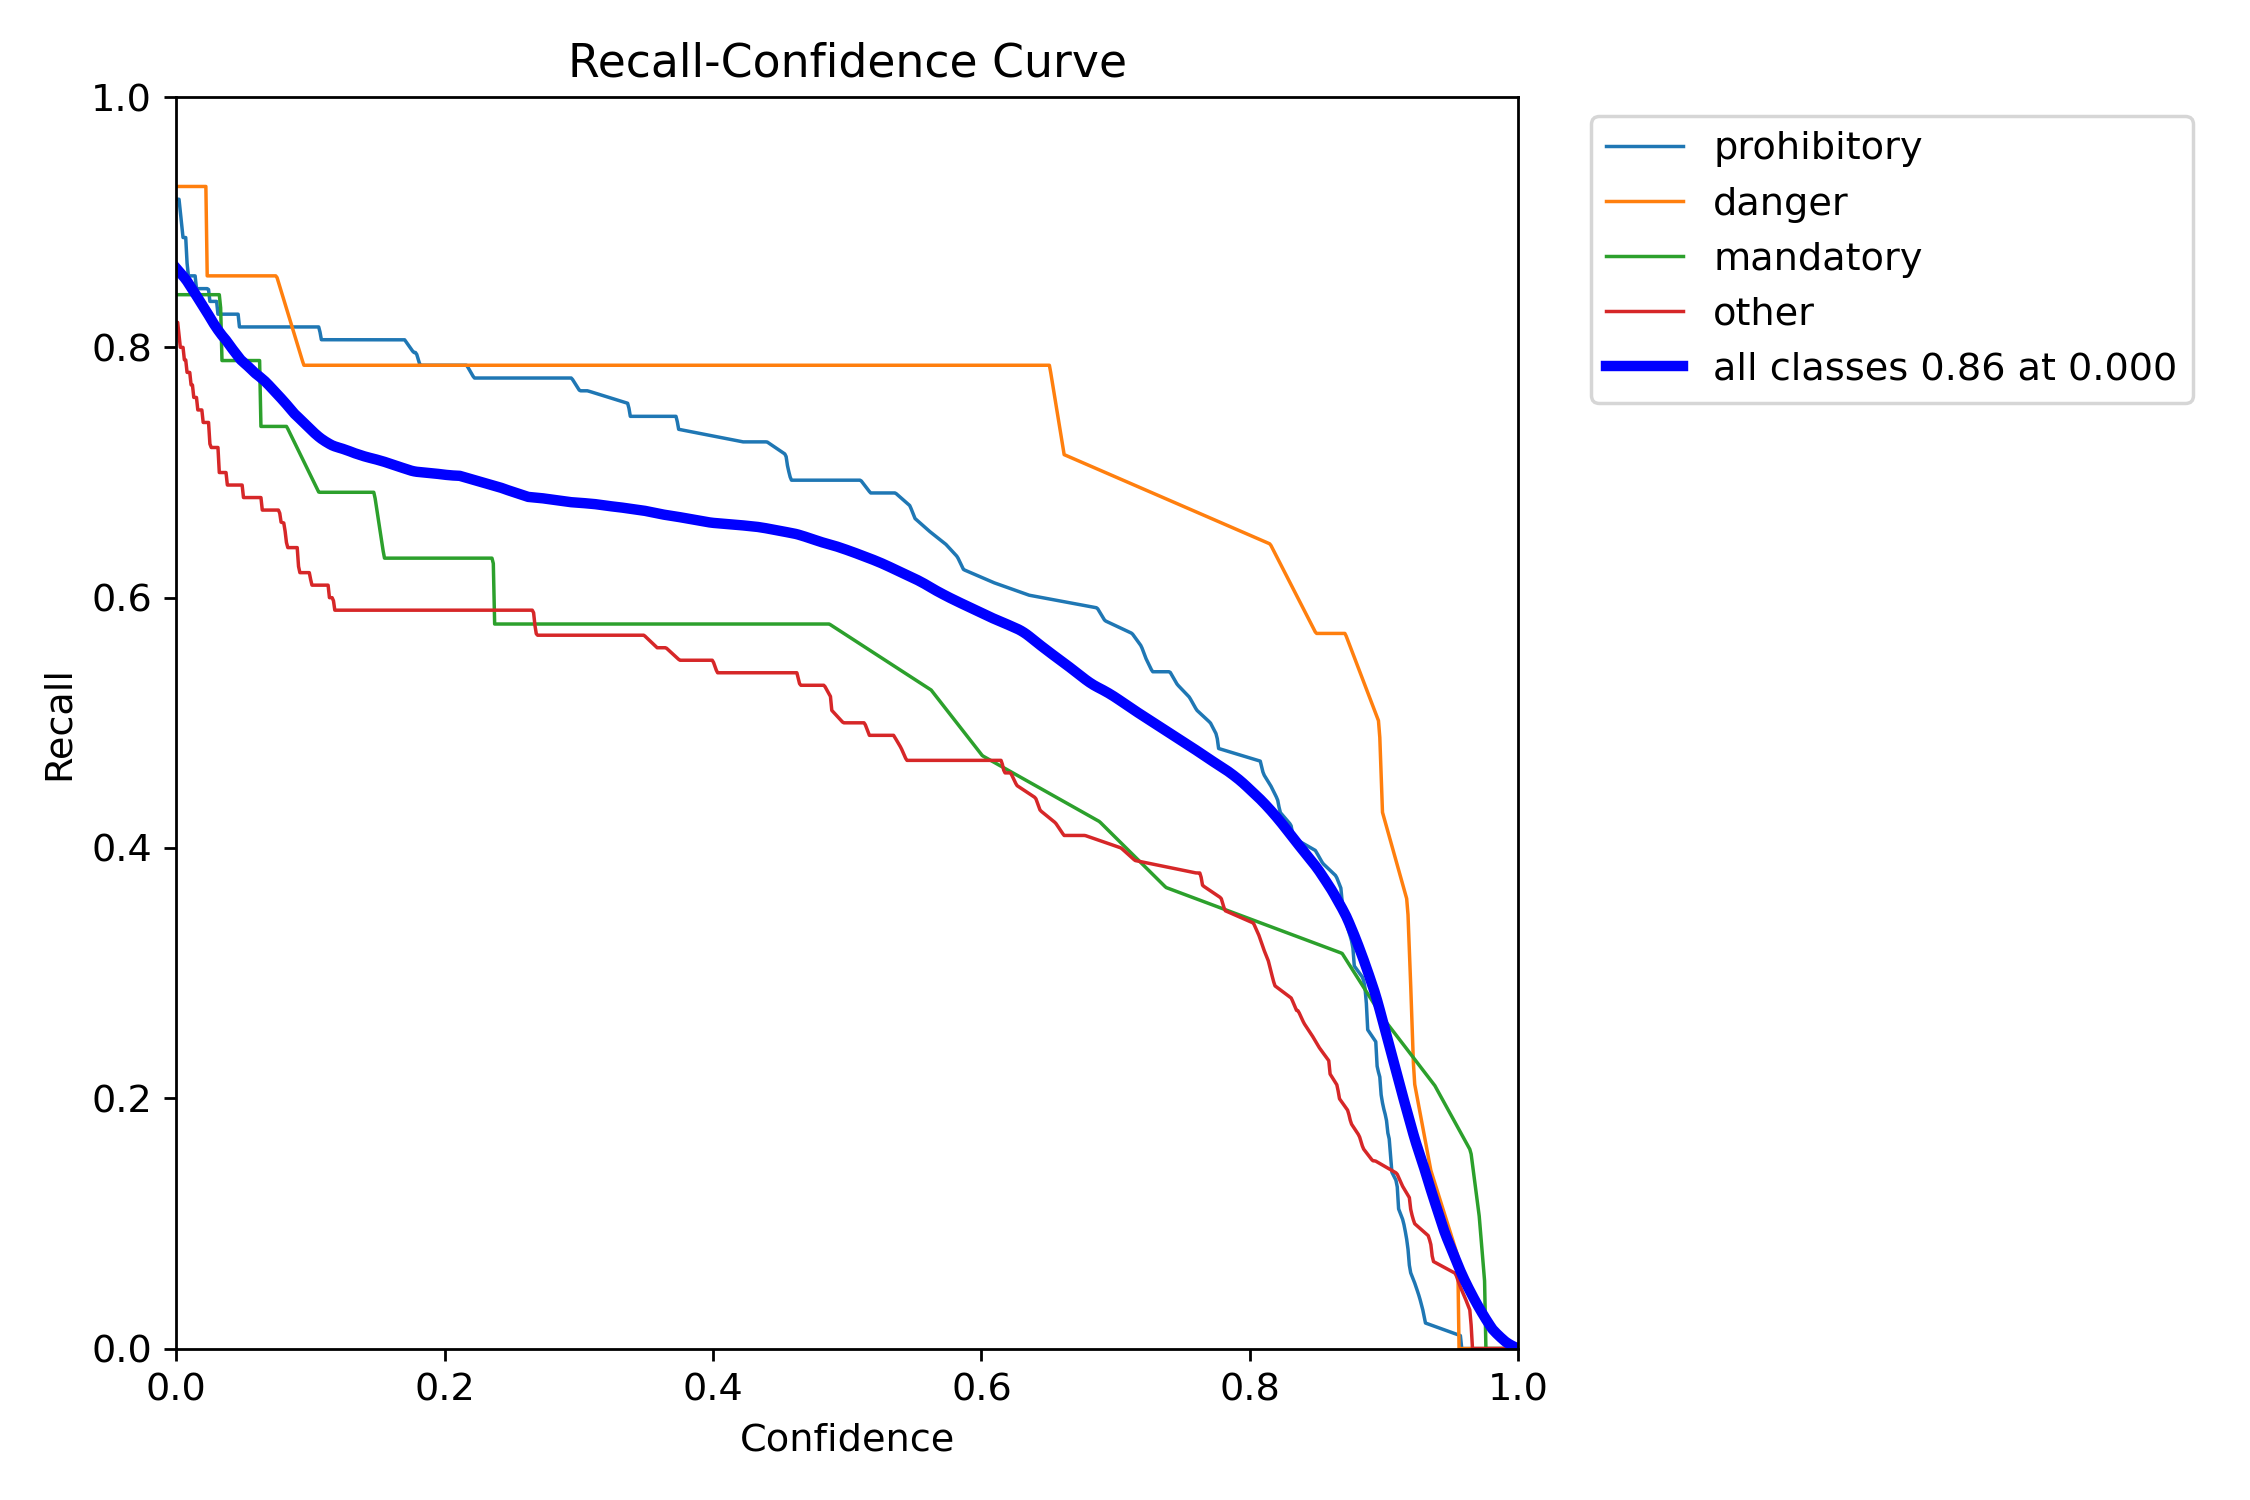 Recall-Confidence Curve
1.0
0.8
0.6
0.4
0.2
0.0
Recall
0.0 0.2 0.4 0.6 0.8 1.0
Confidence
prohibitory
danger
mandatory
other
all classes 0.86 at 0.000